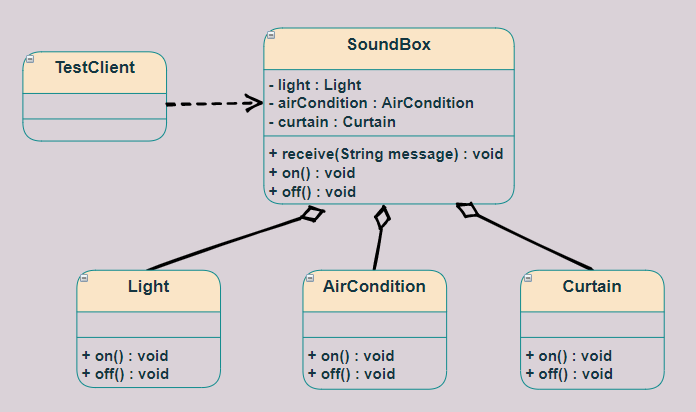 TestClient
SoundBox
- light : Light
- airCondition : AirCondition
- curtain : Curtain
+ receive(String message) : void
+ on() : void
+ off() : void
Light
+ on() : void
+ off() : void
AirCondition
+ on() : void
+ off() : void
Curtain
+ on() : void
+ off() : void